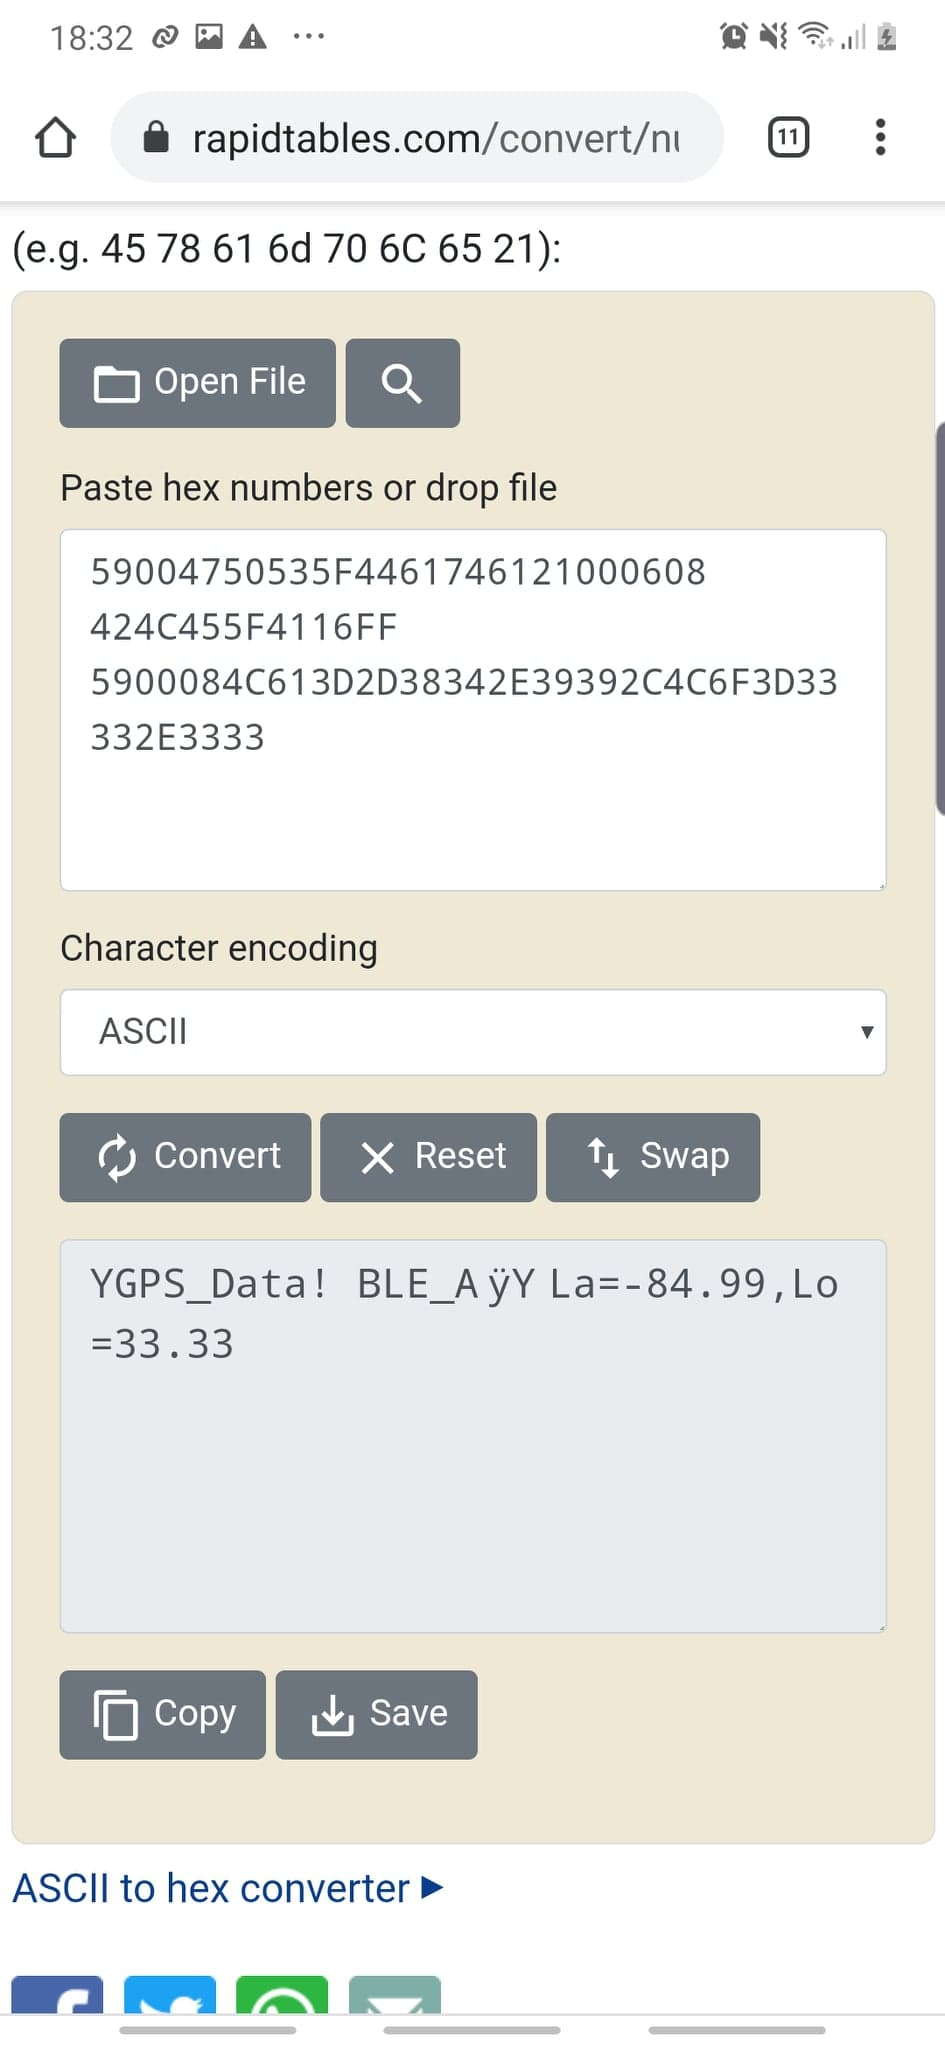 18:32
rapidtables.com/convert/nu
11
(e.g. 45 78 61 6d 70 6C 65 21):
Open File
Paste hex numbers or drop file
59004750535F4461746121000608
424C455F4116FF
5900084C613D2D38342E39392C4C6F3D33
332E3333
Character encoding
ASCII
Convert
Reset
Swap
YGPS_Data! BLE_A ÿY La=-84.99,Lo
=33.33
Copy
Save
ASCII to hex converter ►